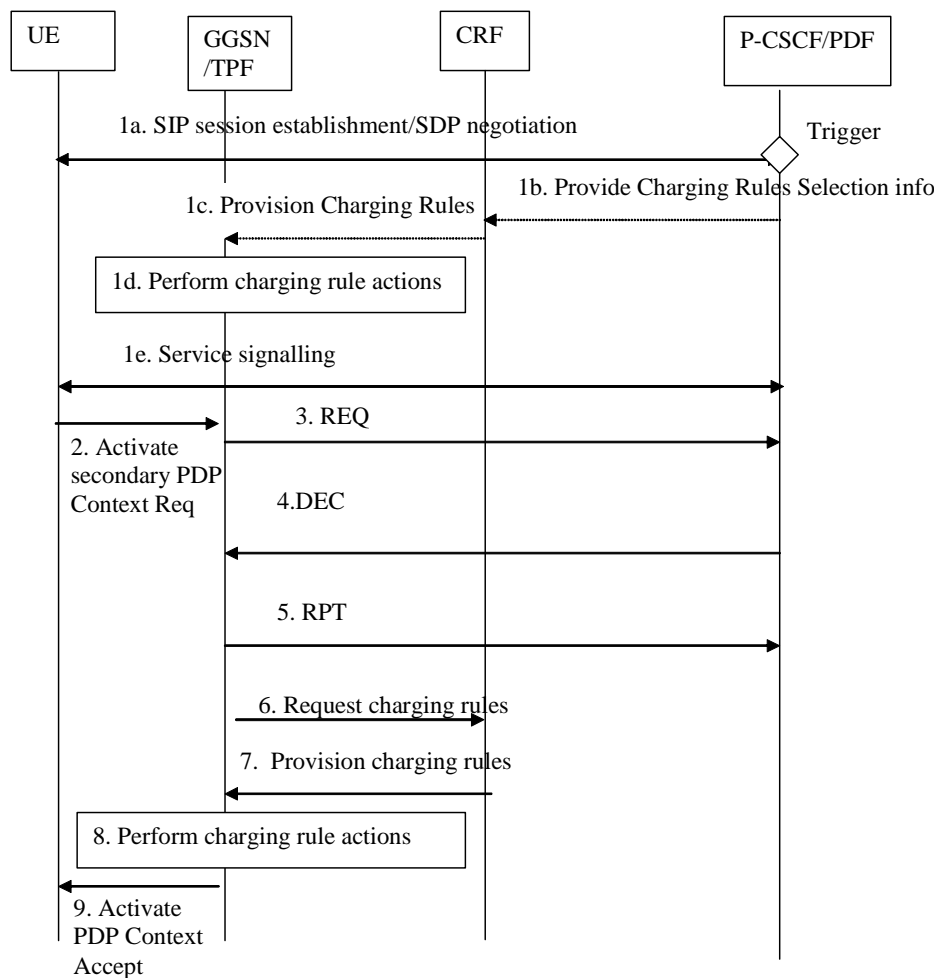 UE
GGSN
/TPF
CRF
P-CSCF/PDF
1a. SIP session establishment/SDP negotiation
Trigger
1b. Provide Charging Rules Selection info
1c. Provision Charging Rules
1d. Perform charging rule actions
1e. Service signalling
2. Activate
secondary PDP
Context Req
3. REQ
4.DEC
5. RPT
6. Request charging rules
7. Provision charging rules
8. Perform charging rule actions
9. Activate
PDP Context
Accept